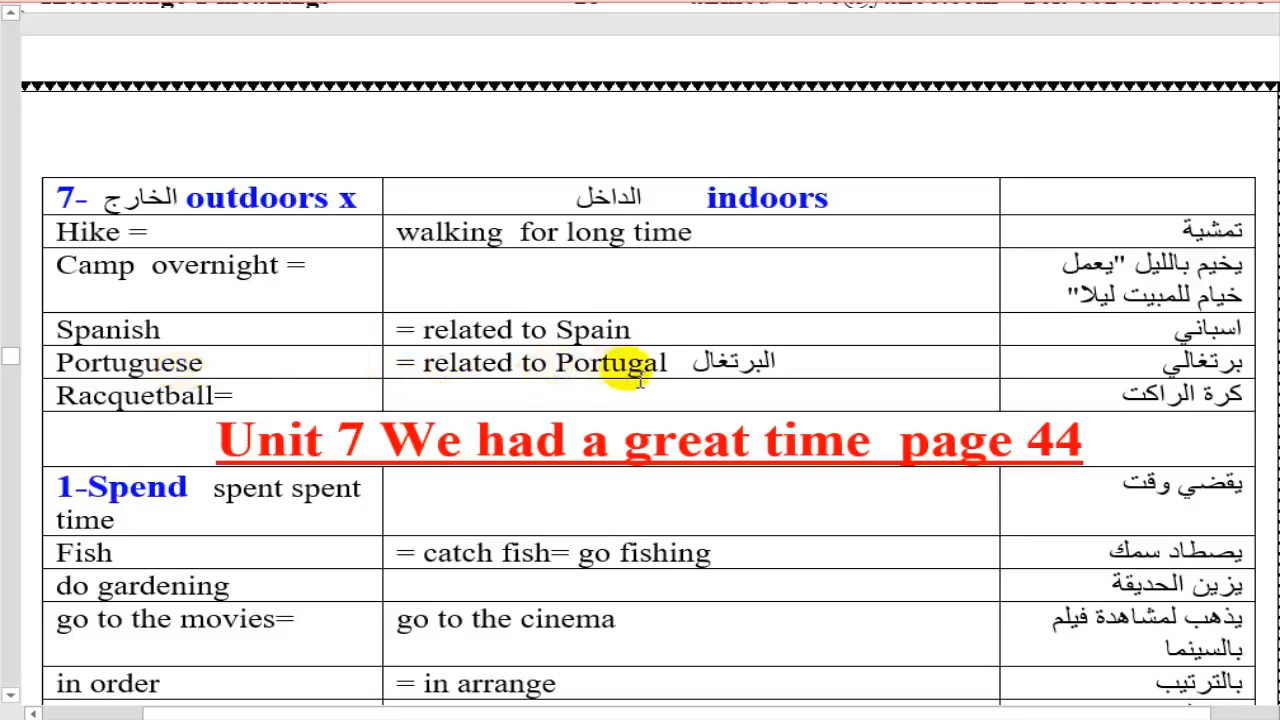 7- الخارج outdoors x الداخل indoors
Hike = walking for long time تمشية
Camp overnight = يخيم بالليل "يعمل
خيام للمبيت ليلا"
Spanish = related to Spain اسباني
Portuguese = related to Portugal البرتغال برتغالي
Racquetball= كرة الراكت
Unit 7 We had a great time page 44
1-Spend spent spent يقضي وقت
time
Fish = catch fish= go fishing يصطاد سمك
do gardening يزين الحديقة
go to the movies= go to the cinema يذهب لمشاهدة فيلم
بالسينما
in order = in arrange بالترتيب